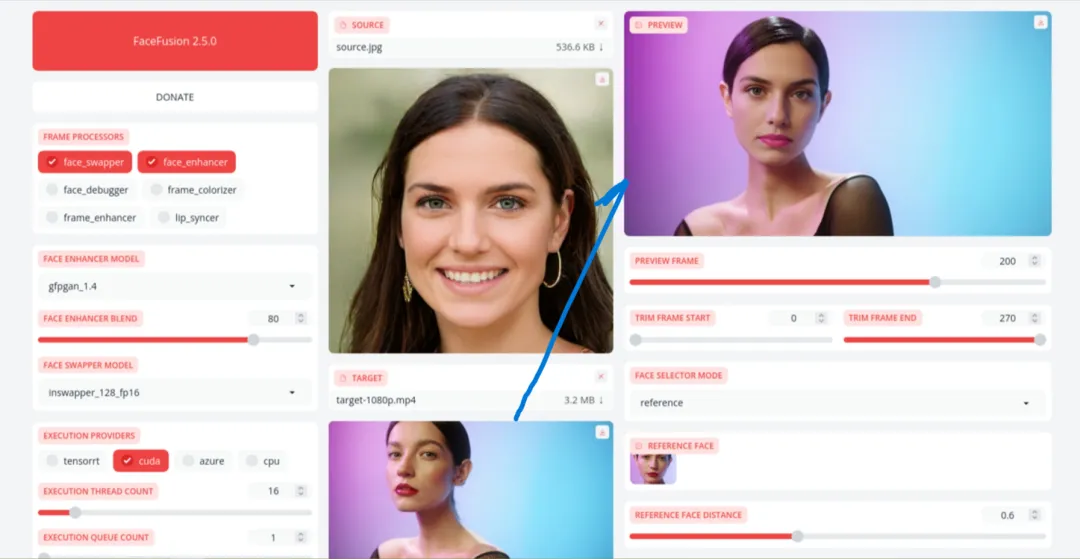 FaceFusion 2.5.0
DONATE
FRAME PROCESSORS
face_swapper face_enhancer
face_debugger frame_colorizer
frame_enhancer lip_syncer
FACE ENHANCER MODEL
gfpgan_1.4
FACE ENHANCER BLEND 80
FACE SWAPPER MODEL
inswapper_128_fp16
EXECUTION PROVIDERS
tensorrt cuda azure cpu
EXECUTION THREAD COUNT 16
EXECUTION QUEUE COUNT 1
SOURCE
source.jpg 536.6 KB ↓
TARGET
target-1080p.mp4 3.2 MB ↓
PREVIEW
PREVIEW FRAME 200
TRIM FRAME START 0 TRIM FRAME END 270
FACE SELECTOR MODE
reference
REFERENCE FACE
REFERENCE FACE DISTANCE 0.6